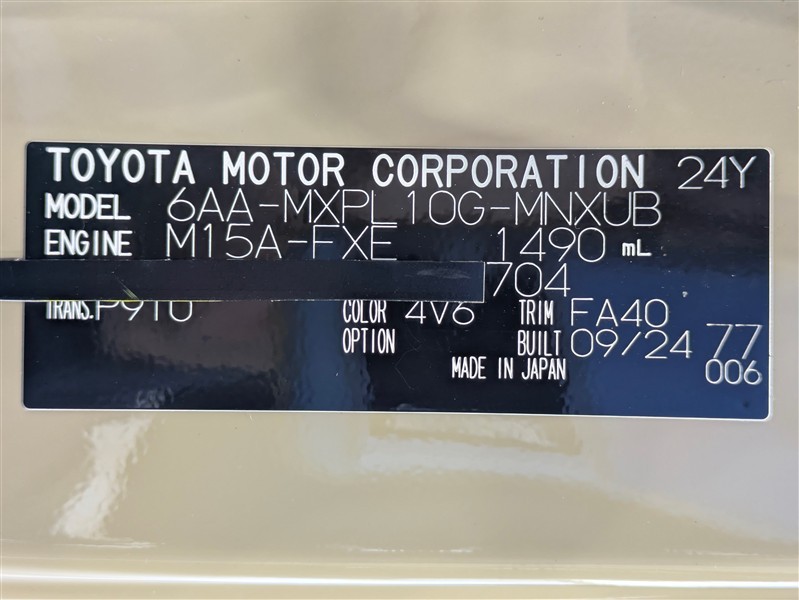 TOYOTA MOTOR CORPORATION 24Y
MODEL 6AA-MXPL10G-MNXUB
ENGINE M15A-FXE 1490 mL
704
TRANS. P910 COLOR 4V6 TRIM FA40
OPTION BUILT 09/24 77
MADE IN JAPAN 006